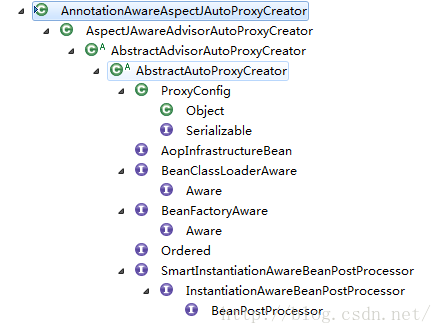 AnnotationAwareAspectJAutoProxyCreator
AspectJAwareAdvisorAutoProxyCreator
AbstractAdvisorAutoProxyCreator
AbstractAutoProxyCreator
ProxyConfig
Object
Serializable
AopInfrastructureBean
BeanClassLoaderAware
Aware
BeanFactoryAware
Aware
Ordered
SmartInstantiationAwareBeanPostProcessor
InstantiationAwareBeanPostProcessor
BeanPostProcessor
http://blog.csdn.net/